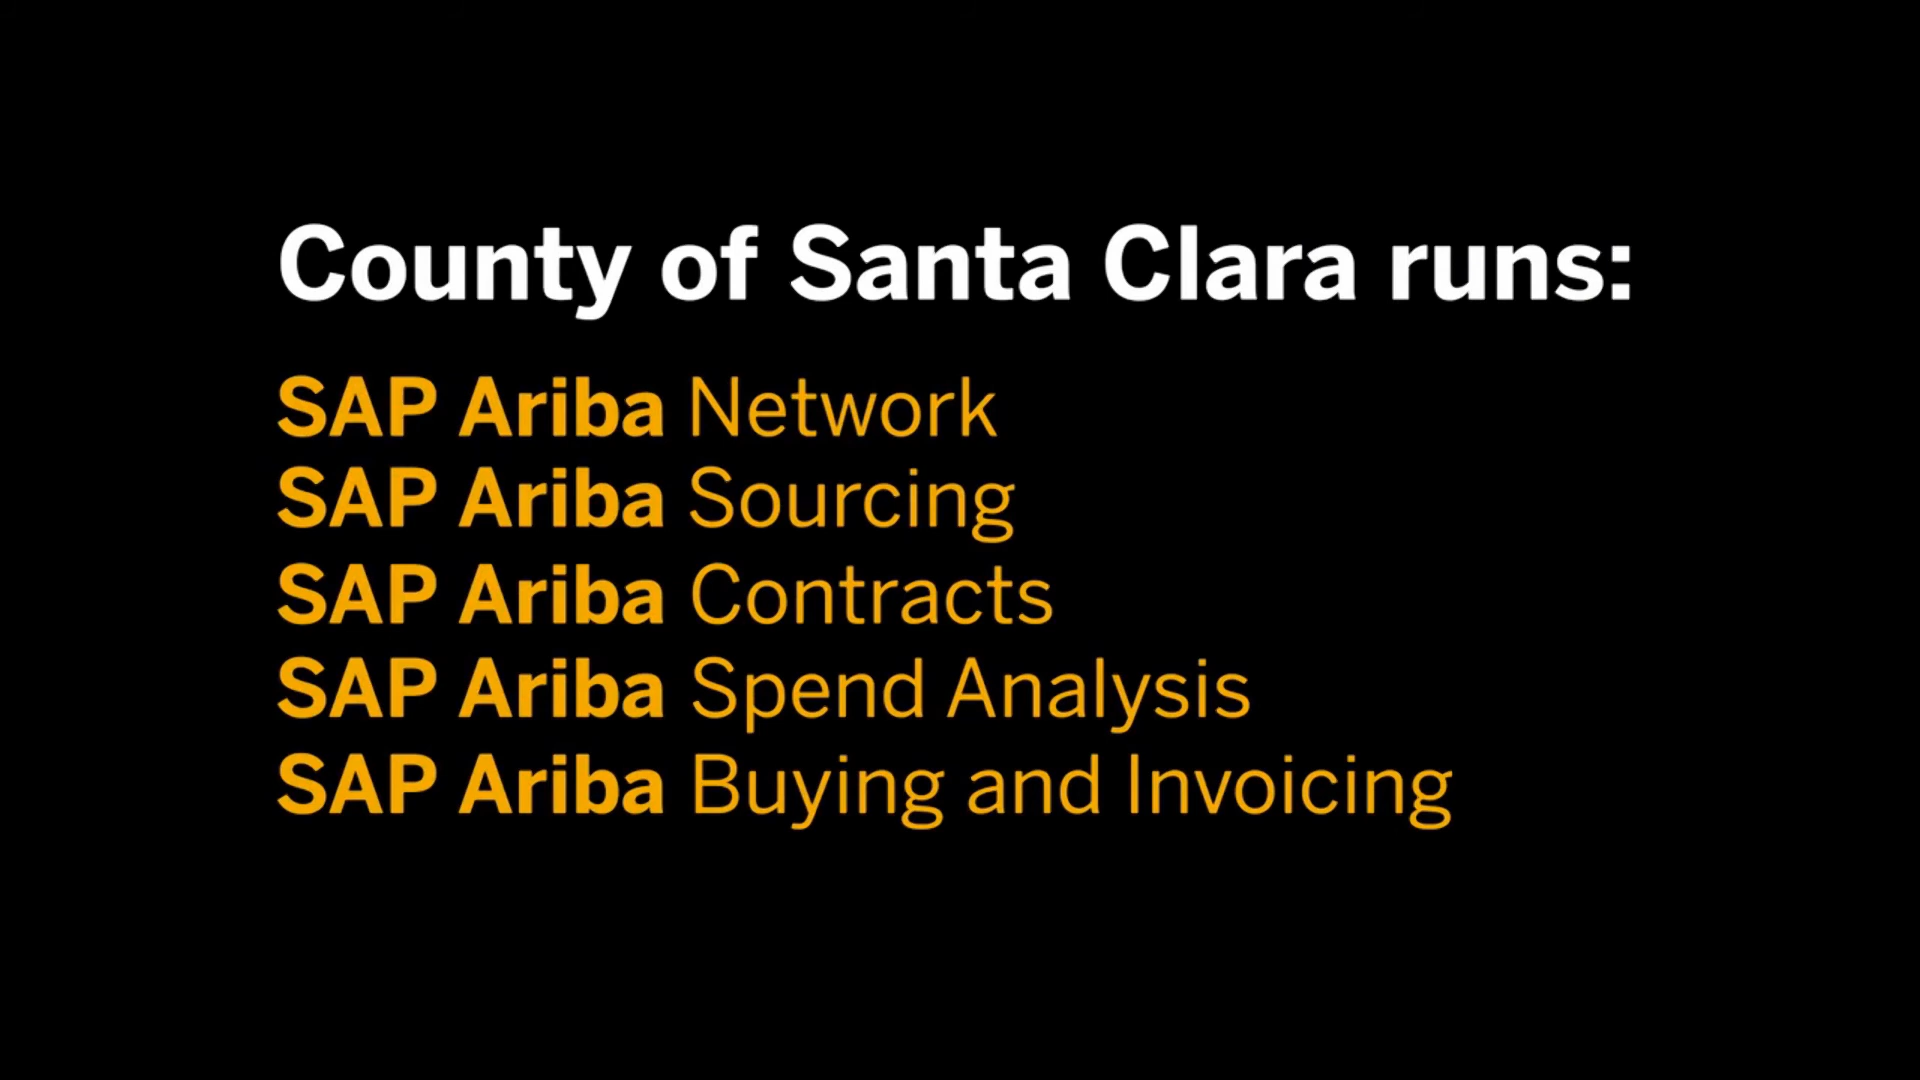 County of Santa Clara runs:
SAP Ariba Network
SAP Ariba Sourcing
SAP Ariba Contracts
SAP Ariba Spend Analysis
SAP Ariba Buying and Invoicing